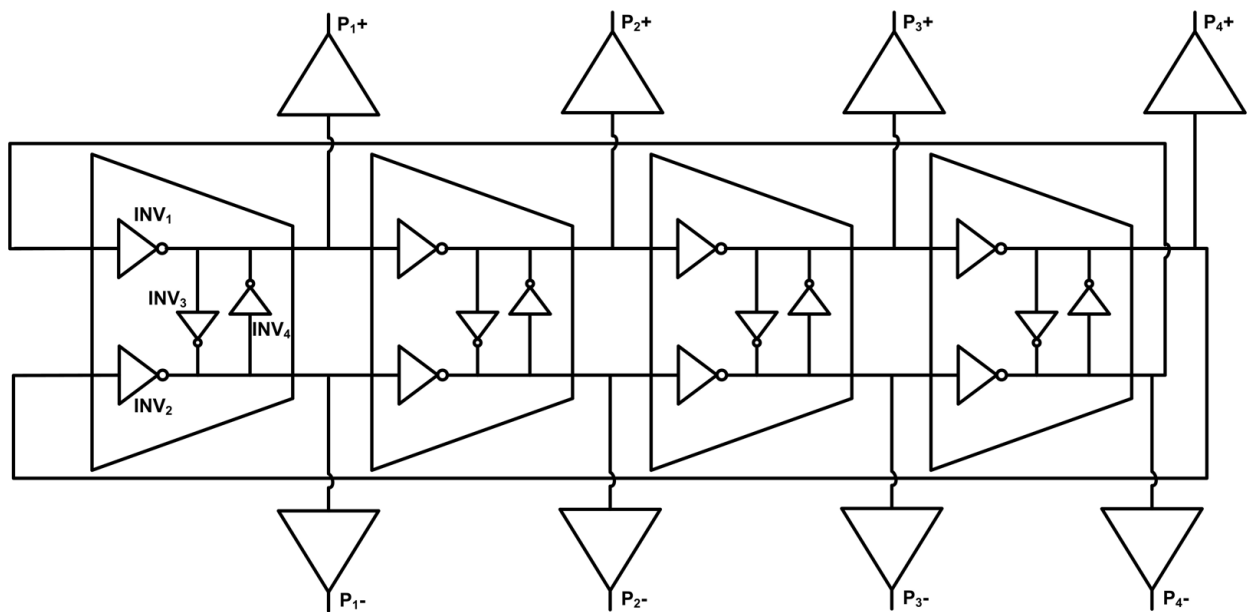 P₁+
P₂+
P₃+
P₄+
INV₁
INV₃
INV₄
INV₂
P₁-
P₂-
P₃-
P₄-